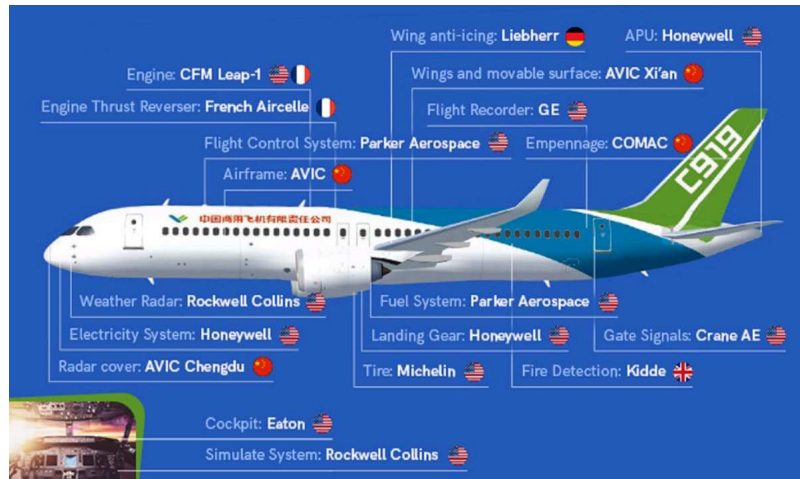 Wing anti-icing: Liebherr
APU: Honeywell
Engine: CFM Leap-1
Wings and movable surface: AVIC Xi’an
Engine Thrust Reverser: French Aircelle
Flight Recorder: GE
Flight Control System: Parker Aerospace
Empennage: COMAC
Airframe: AVIC
C919
中国商用飞机有限责任公司
Weather Radar: Rockwell Collins
Fuel System: Parker Aerospace
Electricity System: Honeywell
Landing Gear: Honeywell
Gate Signals: Crane AE
Radar cover: AVIC Chengdu
Tire: Michelin
Fire Detection: Kidde
Cockpit: Eaton
Simulate System: Rockwell Collins